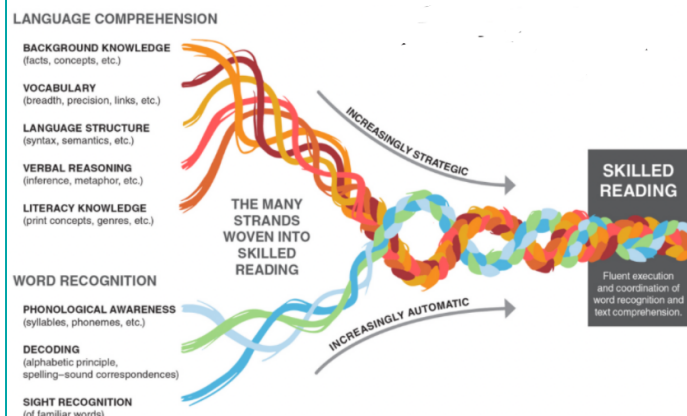 LANGUAGE COMPREHENSION
BACKGROUND KNOWLEDGE
(facts, concepts, etc.)
VOCABULARY
(breadth, precision, links, etc.)
LANGUAGE STRUCTURE
(syntax, semantics, etc.)
VERBAL REASONING
(inference, metaphor, etc.)
LITERACY KNOWLEDGE
(print concepts, genres, etc.)
WORD RECOGNITION
PHONOLOGICAL AWARENESS
(syllables, phonemes, etc.)
DECODING
(alphabetic principle,
spelling–sound correspondences)
SIGHT RECOGNITION
(of familiar words)
THE MANY
STRANDS
WOVEN INTO
SKILLED
READING
INCREASINGLY STRATEGIC
INCREASINGLY AUTOMATIC
SKILLED
READING
Fluent execution
and coordination of
word recognition and
text comprehension.